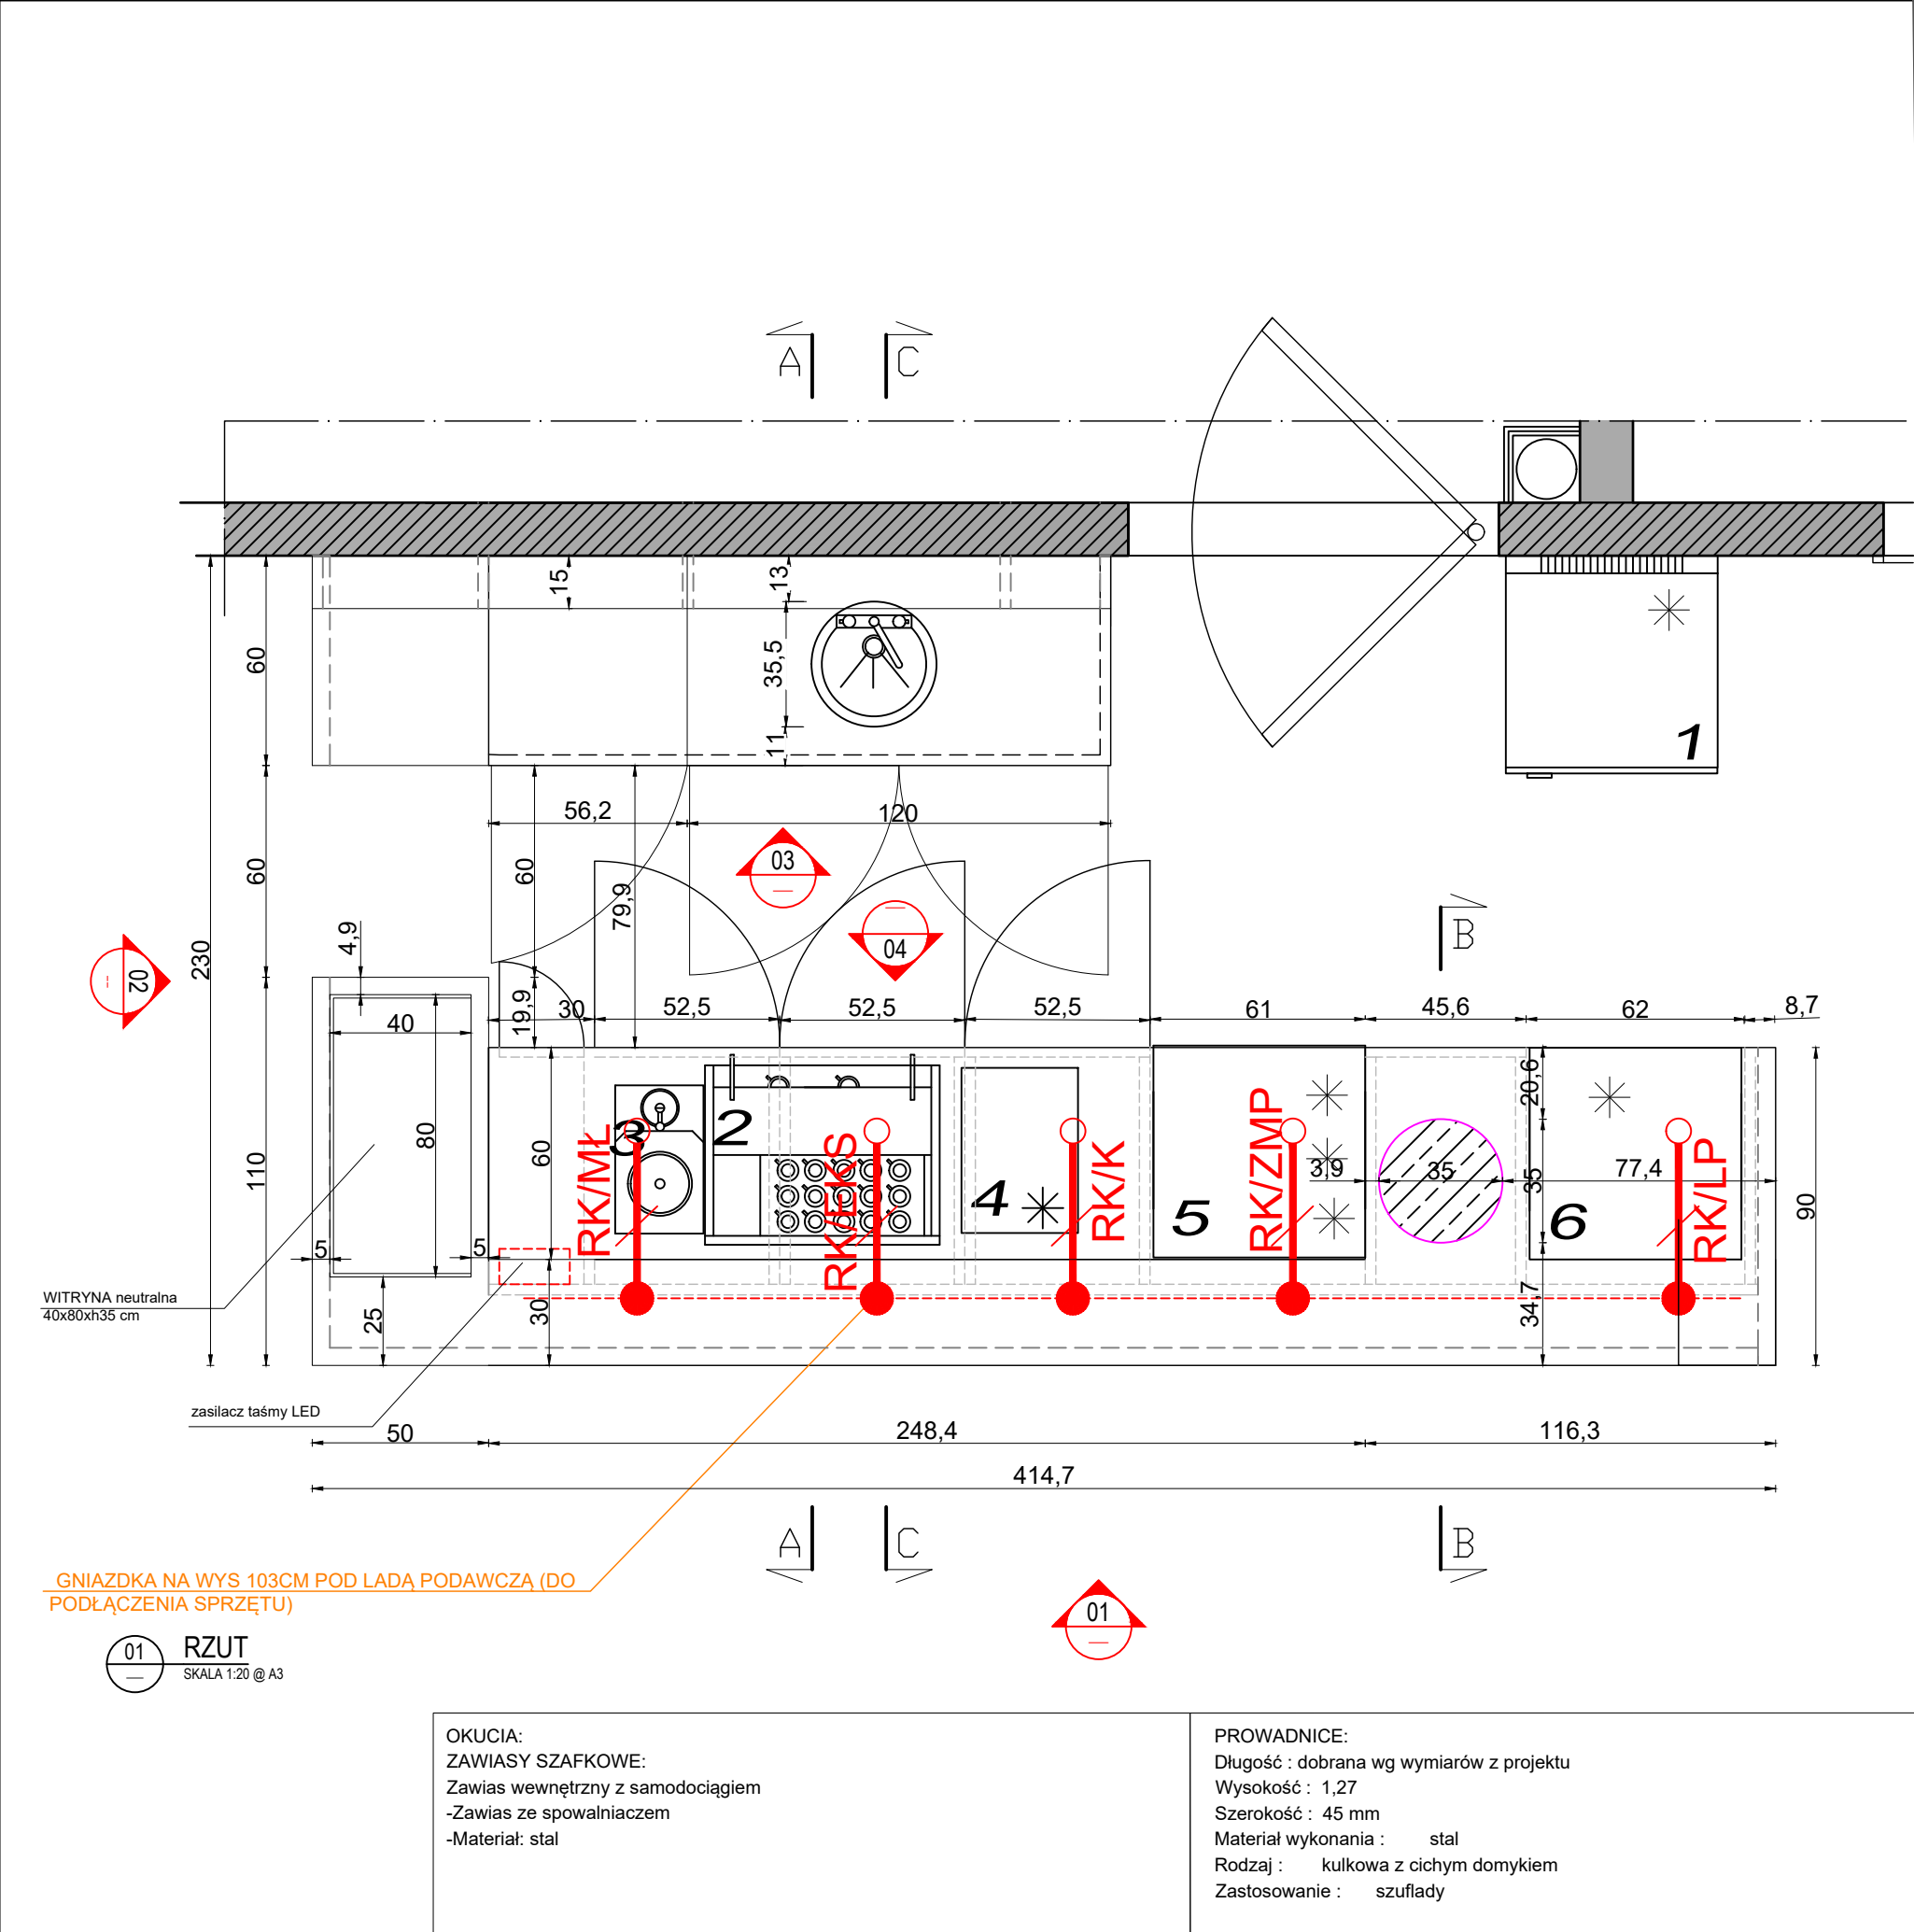 A
C
15
13
35,5
11
60
1
56,2
120
60
60
79,9
03
04
B
02
230
4,9
19,9
30
52,5
52,5
52,5
61
45,6
62
8,7
40
80
60
110
3
2
4
5
6
RK/MŁ
RK/EKS
RK/K
RK/ZMP
RK/LP
20,6
3,9
35
35
77,4
90
5
5
25
30
34,7
WITRYNA neutralna
40x80xh35 cm
zasilacz taśmy LED
50
248,4
116,3
414,7
A
C
B
GNIAZDKA NA WYS 103CM POD LADĄ PODAWCZĄ (DO
PODŁĄCZENIA SPRZĘTU)
01
01
RZUT
SKALA 1:20 @ A3
OKUCIA:
ZAWIASY SZAFKOWE:
Zawias wewnętrzny z samodociągiem
-Zawias ze spowalniaczem
-Materiał: stal
PROWADNICE:
Długość : dobrana wg wymiarów z projektu
Wysokość : 1,27
Szerokość : 45 mm
Materiał wykonania : stal
Rodzaj : kulkowa z cichym domykiem
Zastosowanie : szuflady